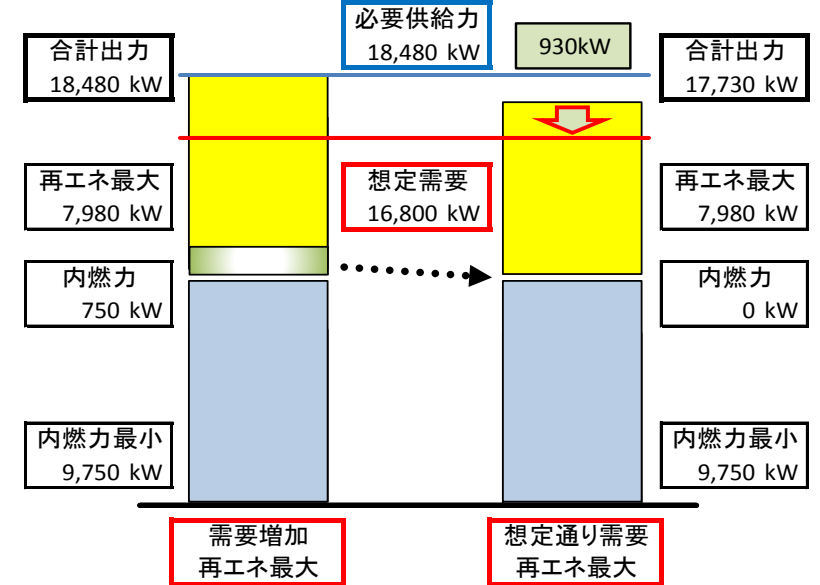 必要供給力
18,480 kW
930kW
合計出力
18,480 kW
合計出力
17,730 kW
再エネ最大
7,980 kW
想定需要
16,800 kW
再エネ最大
7,980 kW
内燃力
750 kW
内燃力
0 kW
内燃力最小
9,750 kW
内燃力最小
9,750 kW
需要増加
再エネ最大
想定通り需要
再エネ最大